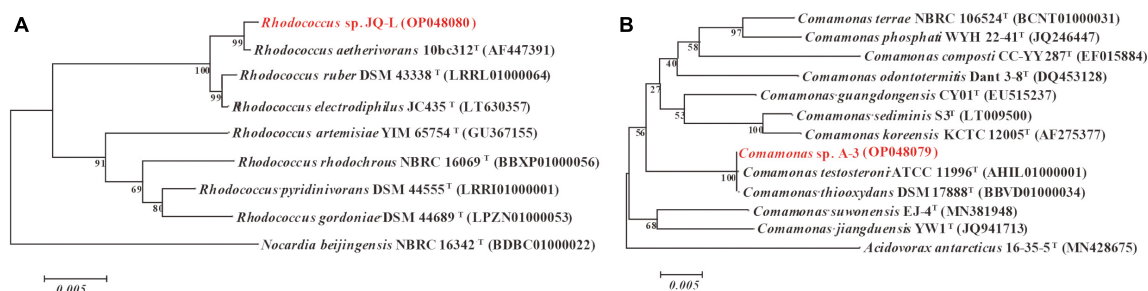 A
Rhodococcus sp. JQ-L (OP048080)
99
Rhodococcus aetherivorans 10bc312ᵀ (AF447391)
100
Rhodococcus ruber DSM 43338 ᵀ (LRRL01000064)
99
Rhodococcus electrodiphilus JC435 ᵀ (LT630357)
Rhodococcus artemisiae YIM 65754 ᵀ (GU367155)
91
Rhodococcus rhodochrous NBRC 16069 ᵀ (BBXP01000056)
69
Rhodococcus pyridinivorans DSM 44555ᵀ (LRRI01000001)
80
Rhodococcus gordoniae DSM 44689 ᵀ (LPZN01000053)
Nocardia beijingensis NBRC 16342 ᵀ (BDBC01000022)
0.005
B
Comamonas terrae NBRC 106524ᵀ (BCNT01000031)
97
Comamonas phosphati WYH 22-41ᵀ (JQ246447)
58
Comamonas composti CC-YY287ᵀ (EF015884)
40
Comamonas odontotermitis Dant 3-8ᵀ (DQ453128)
27
Comamonas guangdongensis CY01ᵀ (EU515237)
53
Comamonas sediminis S3ᵀ (LT009500)
100
Comamonas koreensis KCTC 12005ᵀ (AF275377)
56
Comamonas sp. A-3 (OP048079)
100
Comamonas testosteroni ATCC 11996ᵀ (AHIL01000001)
Comamonas thiooxydans DSM 17888ᵀ (BBVD01000034)
Comamonas suwonensis EJ-4ᵀ (MN381948)
68
Comamonas jiangduensis YW1ᵀ (JQ941713)
Acidovorax antarcticus 16-35-5ᵀ (MN428675)
0.005